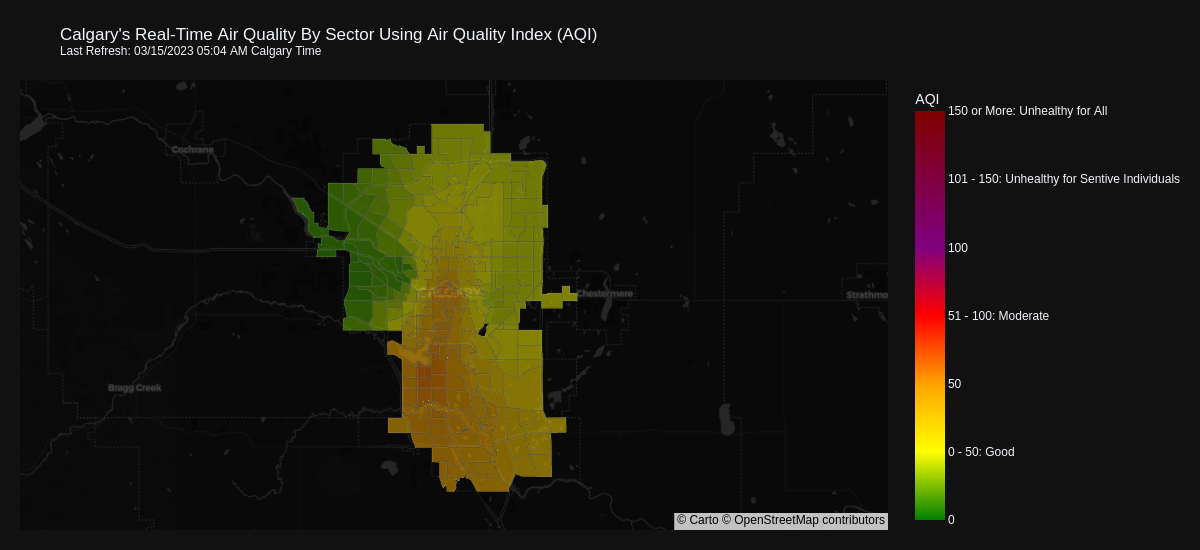 Calgary's Real-Time Air Quality By Sector Using Air Quality Index (AQI)
Last Refresh: 03/15/2023 05:04 AM Calgary Time
AQI
150 or More: Unhealthy for All
Cochrane
101 - 150: Unhealthy for Sentive Individuals
100
CALGARY
Chestermere
Strathmo
51 - 100: Moderate
50
Bragg Creek
0 - 50: Good
0
© Carto © OpenStreetMap contributors